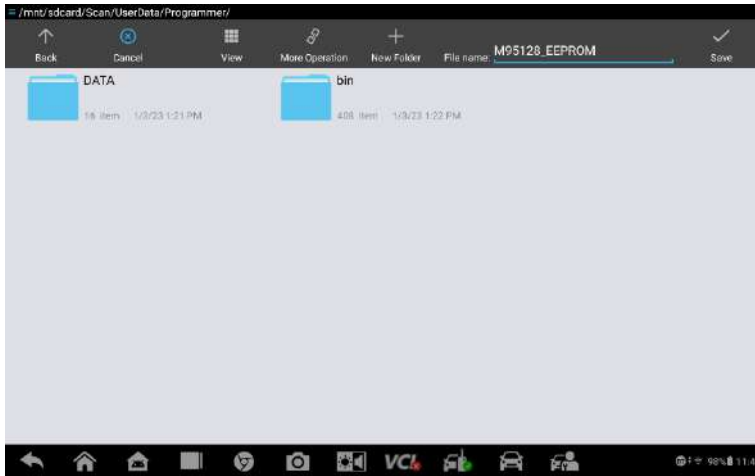 /mnt/sdcard/Scan/UserData/Programmer/
Back
Cancel
View
More Operation
New Folder
File name:
M95128_EEPROM
Save
DATA
16 item 1/3/23 1:21 PM
bin
408 item 1/3/23 1:22 PM
VCI
98%